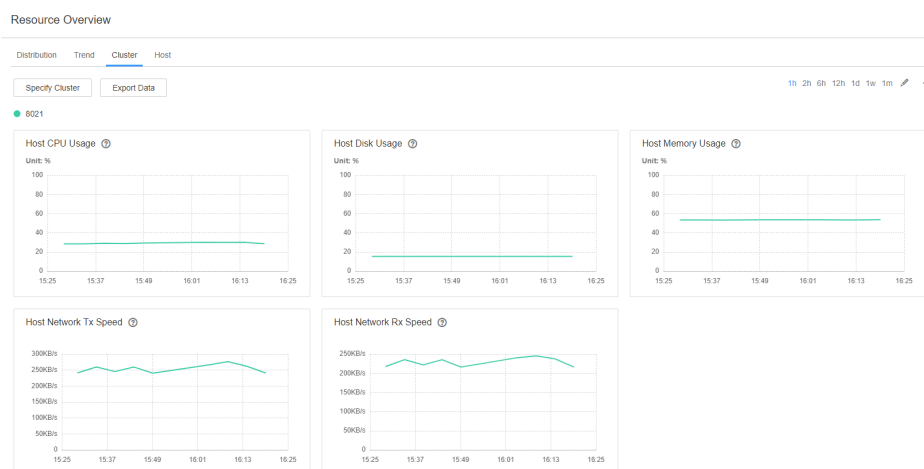 Resource Overview
Distribution Trend Cluster Host
Specify Cluster Export Data 1h 2h 6h 12h 1d 1w 1m
8021
Host CPU Usage ?
Unit: %
100
80
60
40
20
0
15:25 15:37 15:49 16:01 16:13 16:25
Host Disk Usage ?
Unit: %
100
80
60
40
20
0
15:25 15:37 15:49 16:01 16:13 16:25
Host Memory Usage ?
Unit: %
100
80
60
40
20
0
15:25 15:37 15:49 16:01 16:13 16:25
Host Network Tx Speed ?
300KB/s
250KB/s
200KB/s
150KB/s
100KB/s
50KB/s
0
15:25 15:37 15:49 16:01 16:13 16:25
Host Network Rx Speed ?
250KB/s
200KB/s
150KB/s
100KB/s
50KB/s
0
15:25 15:37 15:49 16:01 16:13 16:25